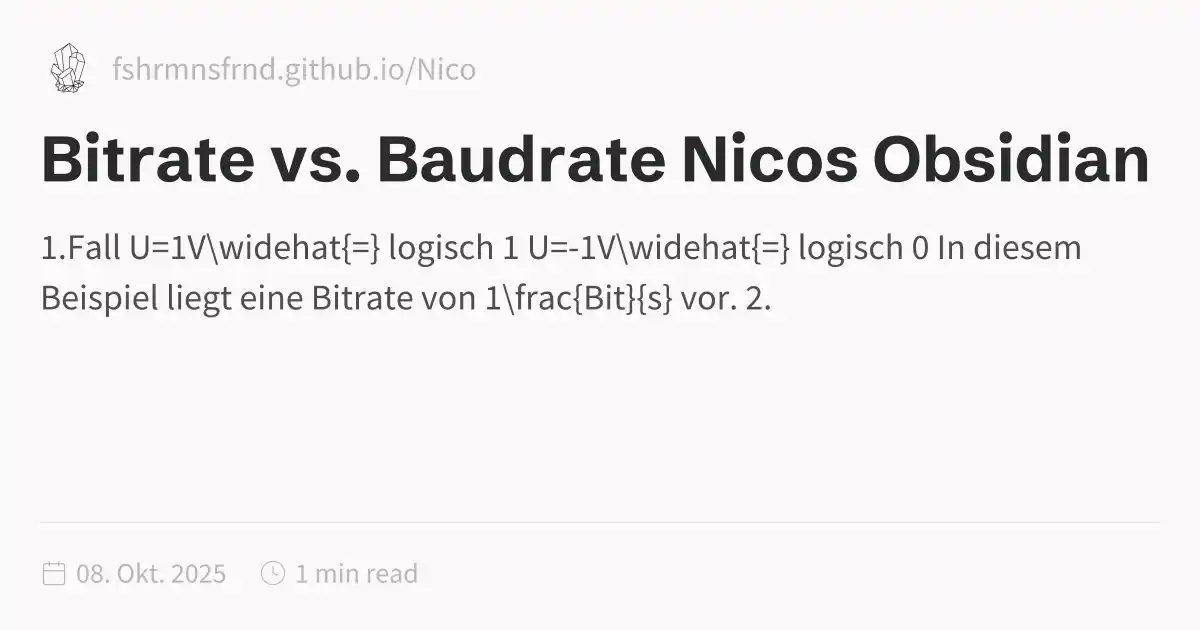 fshrmnsfrnd.github.io/Nico
Bitrate vs. Baudrate Nicos Obsidian
1.Fall U=1V\widehat{=} logisch 1 U=-1V\widehat{=} logisch 0 In diesem
Beispiel liegt eine Bitrate von 1\frac{Bit}{s} vor. 2.
08. Okt. 2025 1 min read